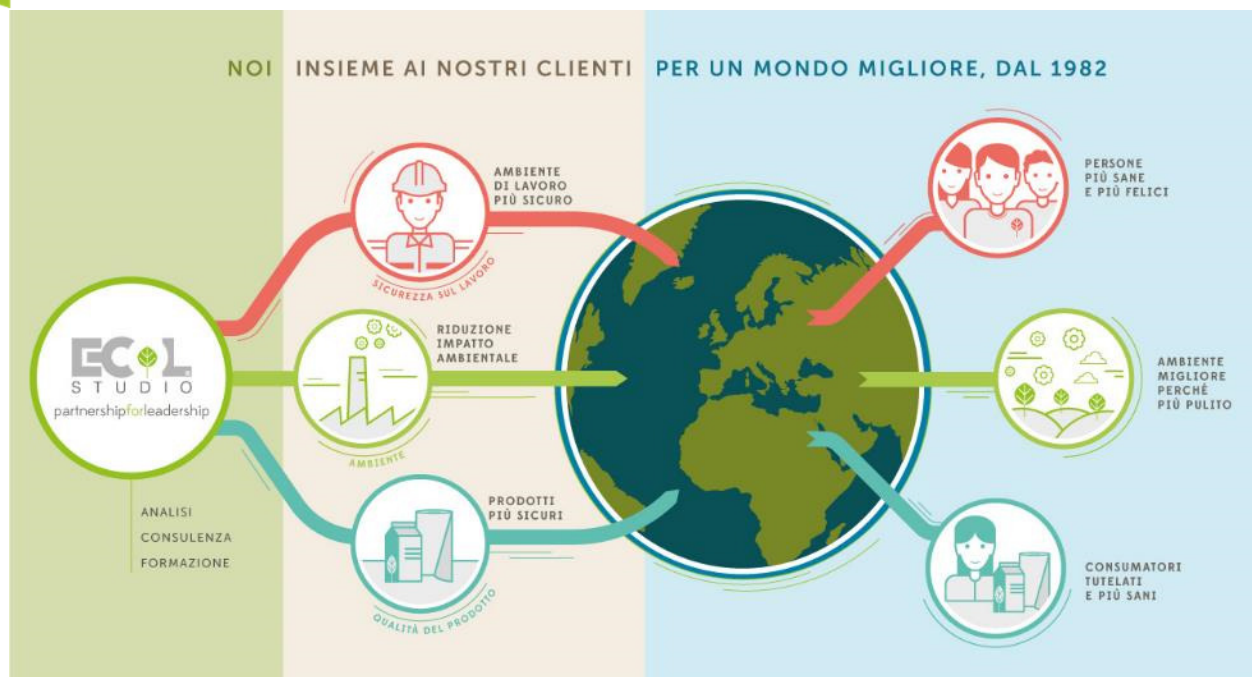 NOI INSIEME AI NOSTRI CLIENTI PER UN MONDO MIGLIORE, DAL 1982
ECOL
STUDIO
partnershipforleadership
ANALISI
CONSULENZA
FORMAZIONE
AMBIENTE
DI LAVORO
PIÙ SICURO
SICUREZZA SUL LAVORO
RIDUZIONE
IMPATTO
AMBIENTALE
AMBIENTE
PRODOTTI
PIÙ SICURI
QUALITÀ DEL PRODOTTO
PERSONE
PIÙ SANE
E PIÙ FELICI
AMBIENTE
MIGLIORE
PERCHÉ
PIÙ PULITO
CONSUMATORI
TUTELATI
E PIÙ SANI